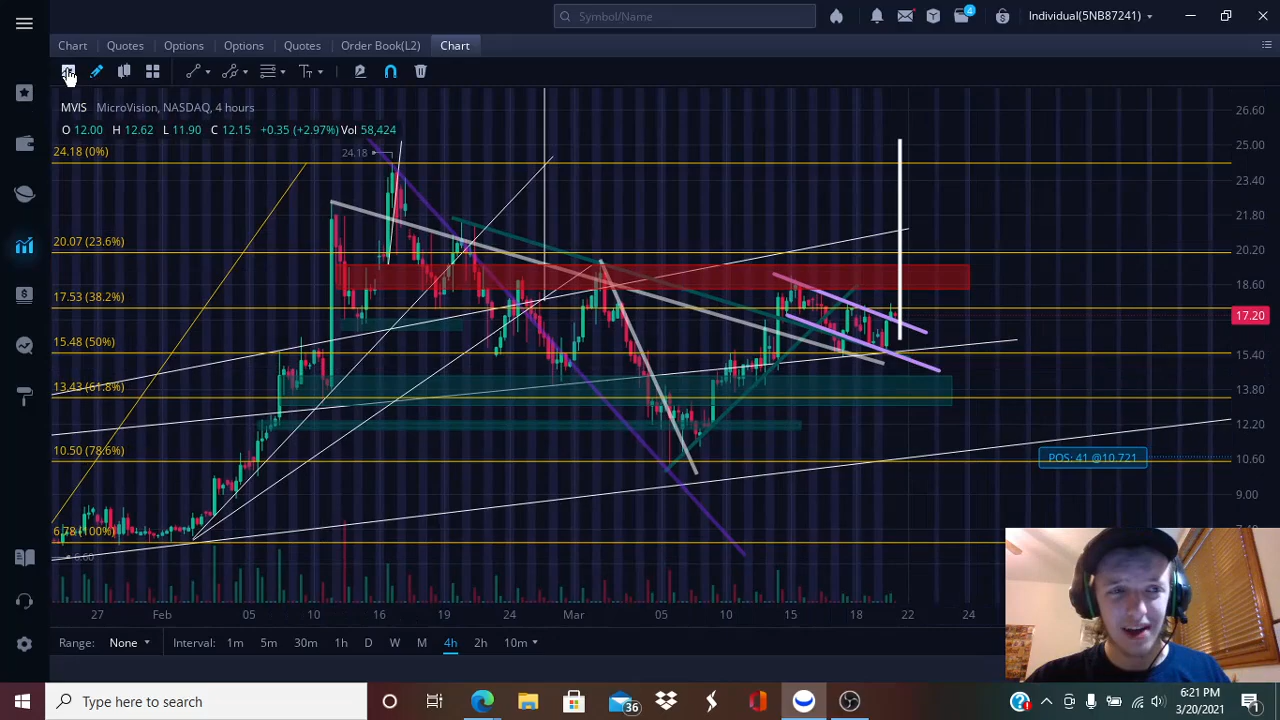 Symbol/Name
4
Individual(5NB87241)
Chart Quotes Options Options Quotes Order Book(L2) Chart
MVIS MicroVision, NASDAQ, 4 hours
O 12.00 H 12.62 L 11.90 C 12.15 +0.35 (+2.97%) Vol 58,424
24.18 (0%)
24.18
20.07 (23.6%)
17.53 (38.2%)
15.48 (50%)
13.43 (61.8%)
10.50 (78.6%)
6.78 (100%)
6.60
POS: 41 @10.721
26.60
25.00
23.40
21.80
20.20
18.60
17.20
15.40
13.80
12.20
10.60
9.00
27 Feb 05 10 16 19 24 Mar 05 10 15 18 22 24
Range: None Interval: 1m 5m 30m 1h D W M 4h 2h 10m
Type here to search
36
6:21 PM
3/20/2021
1